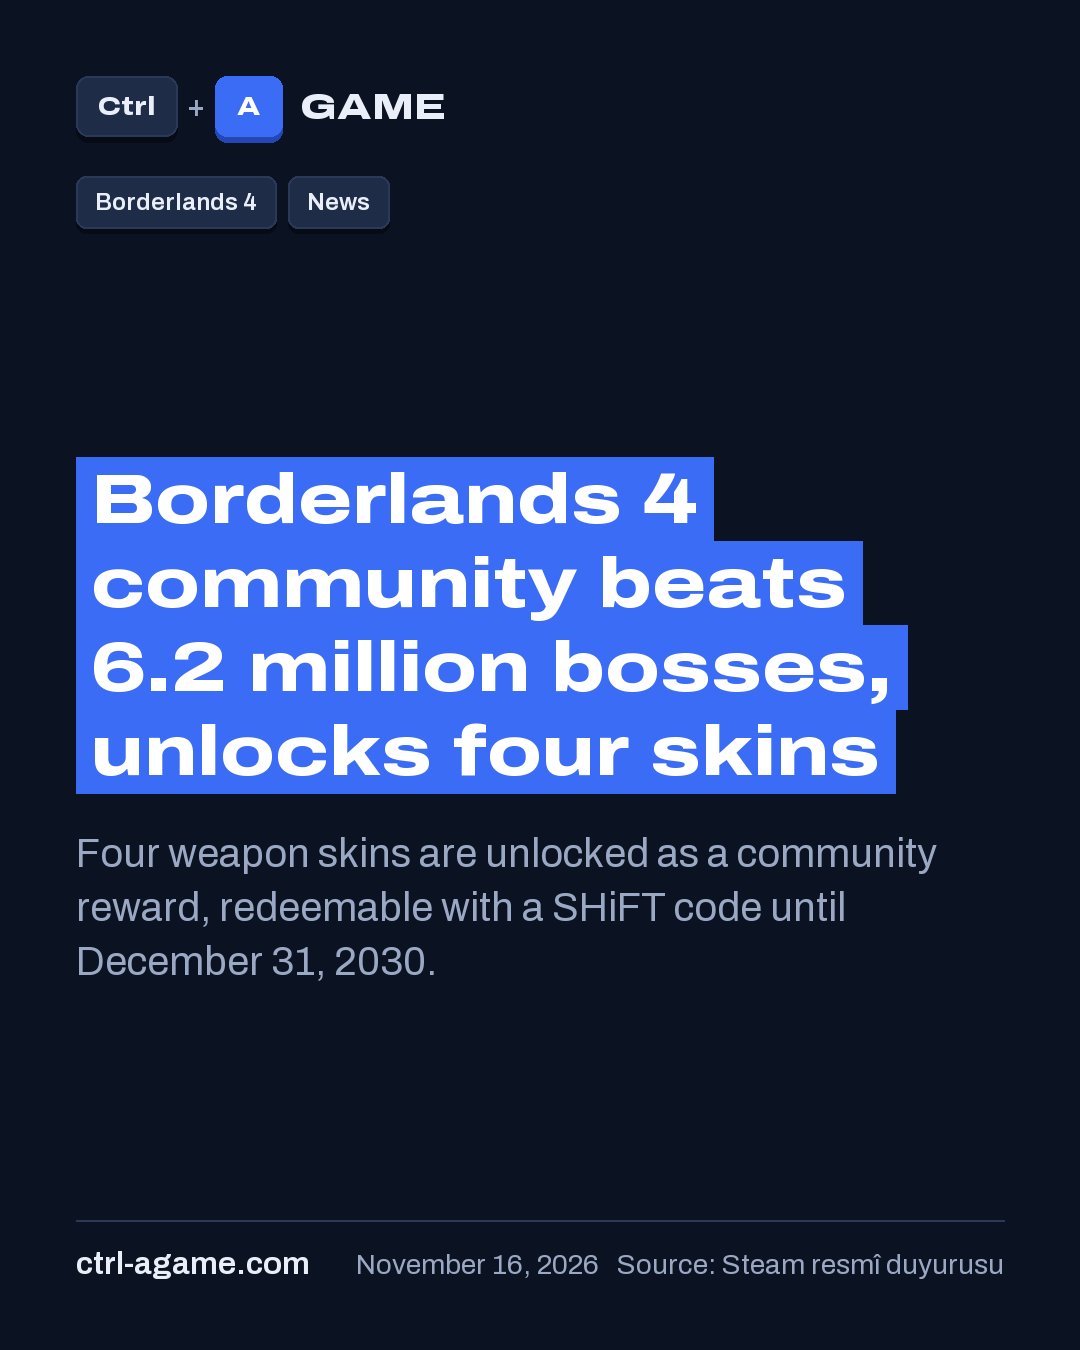 Ctrl + A GAME
Borderlands 4 News
Borderlands 4
community beats
6.2 million bosses,
unlocks four skins
Four weapon skins are unlocked as a community
reward, redeemable with a SHiFT code until
December 31, 2030.
ctrl-agame.com November 16, 2026 Source: Steam resmî duyurusu